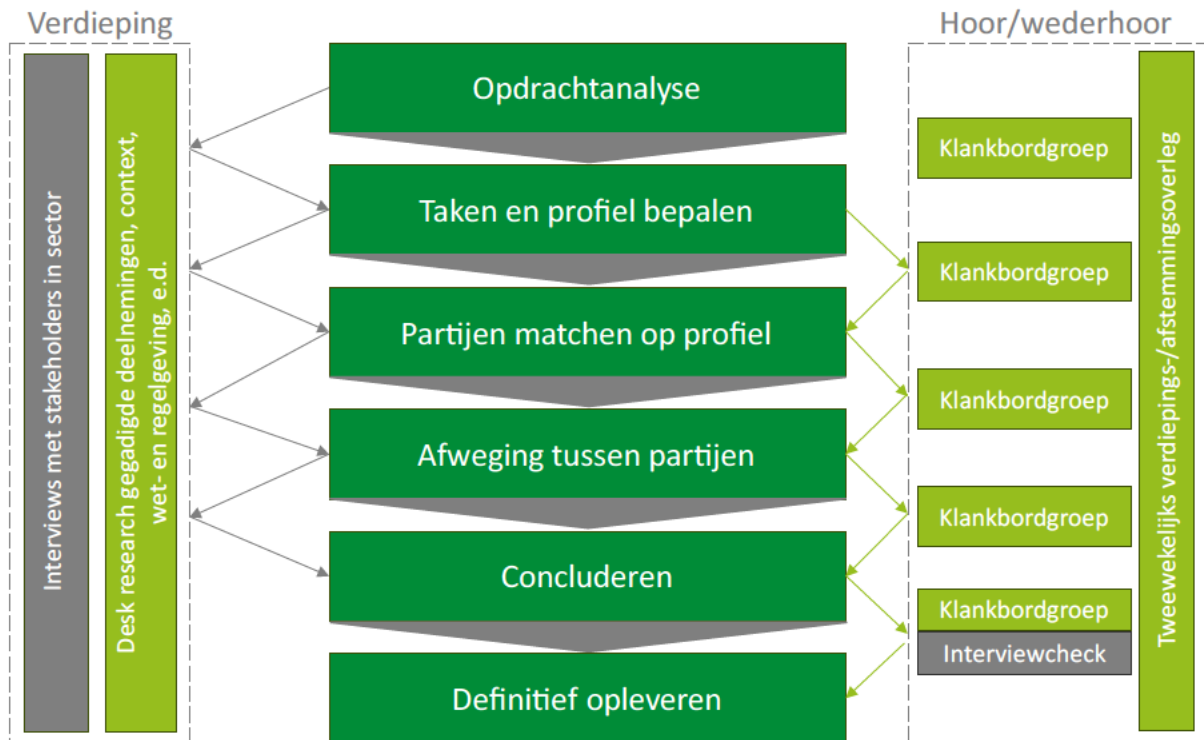 Verdieping
Interviews met stakeholders in sector
Desk research gegadigde deelnemingen, context,
wet- en regelgeving, e.d.
Opdrachtanalyse
Taken en profiel bepalen
Partijen matchen op profiel
Afweging tussen partijen
Concluderen
Definitief opleveren
Hoor/wederhoor
Klankbordgroep
Klankbordgroep
Klankbordgroep
Klankbordgroep
Klankbordgroep
Interviewcheck
Tweewekelijks verdiepings-/afstemmingsoverleg